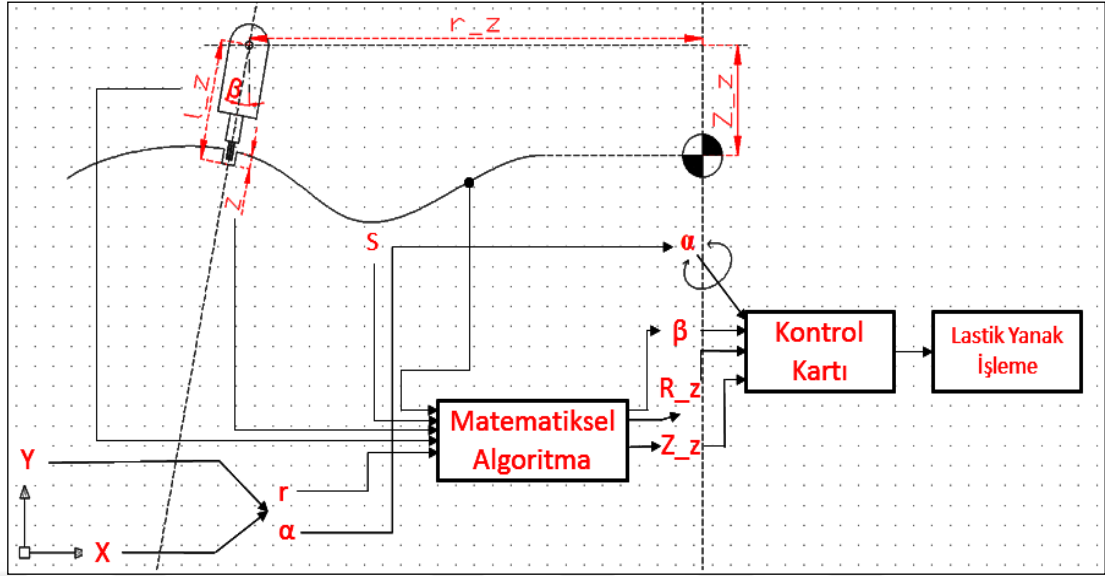 r_z
l_z
β
Z_z
z
S
α
β
Kontrol
Kartı
Lastik Yanak
İşleme
R_z
Matematiksel
Algoritma
Z_z
Y
r
α
X